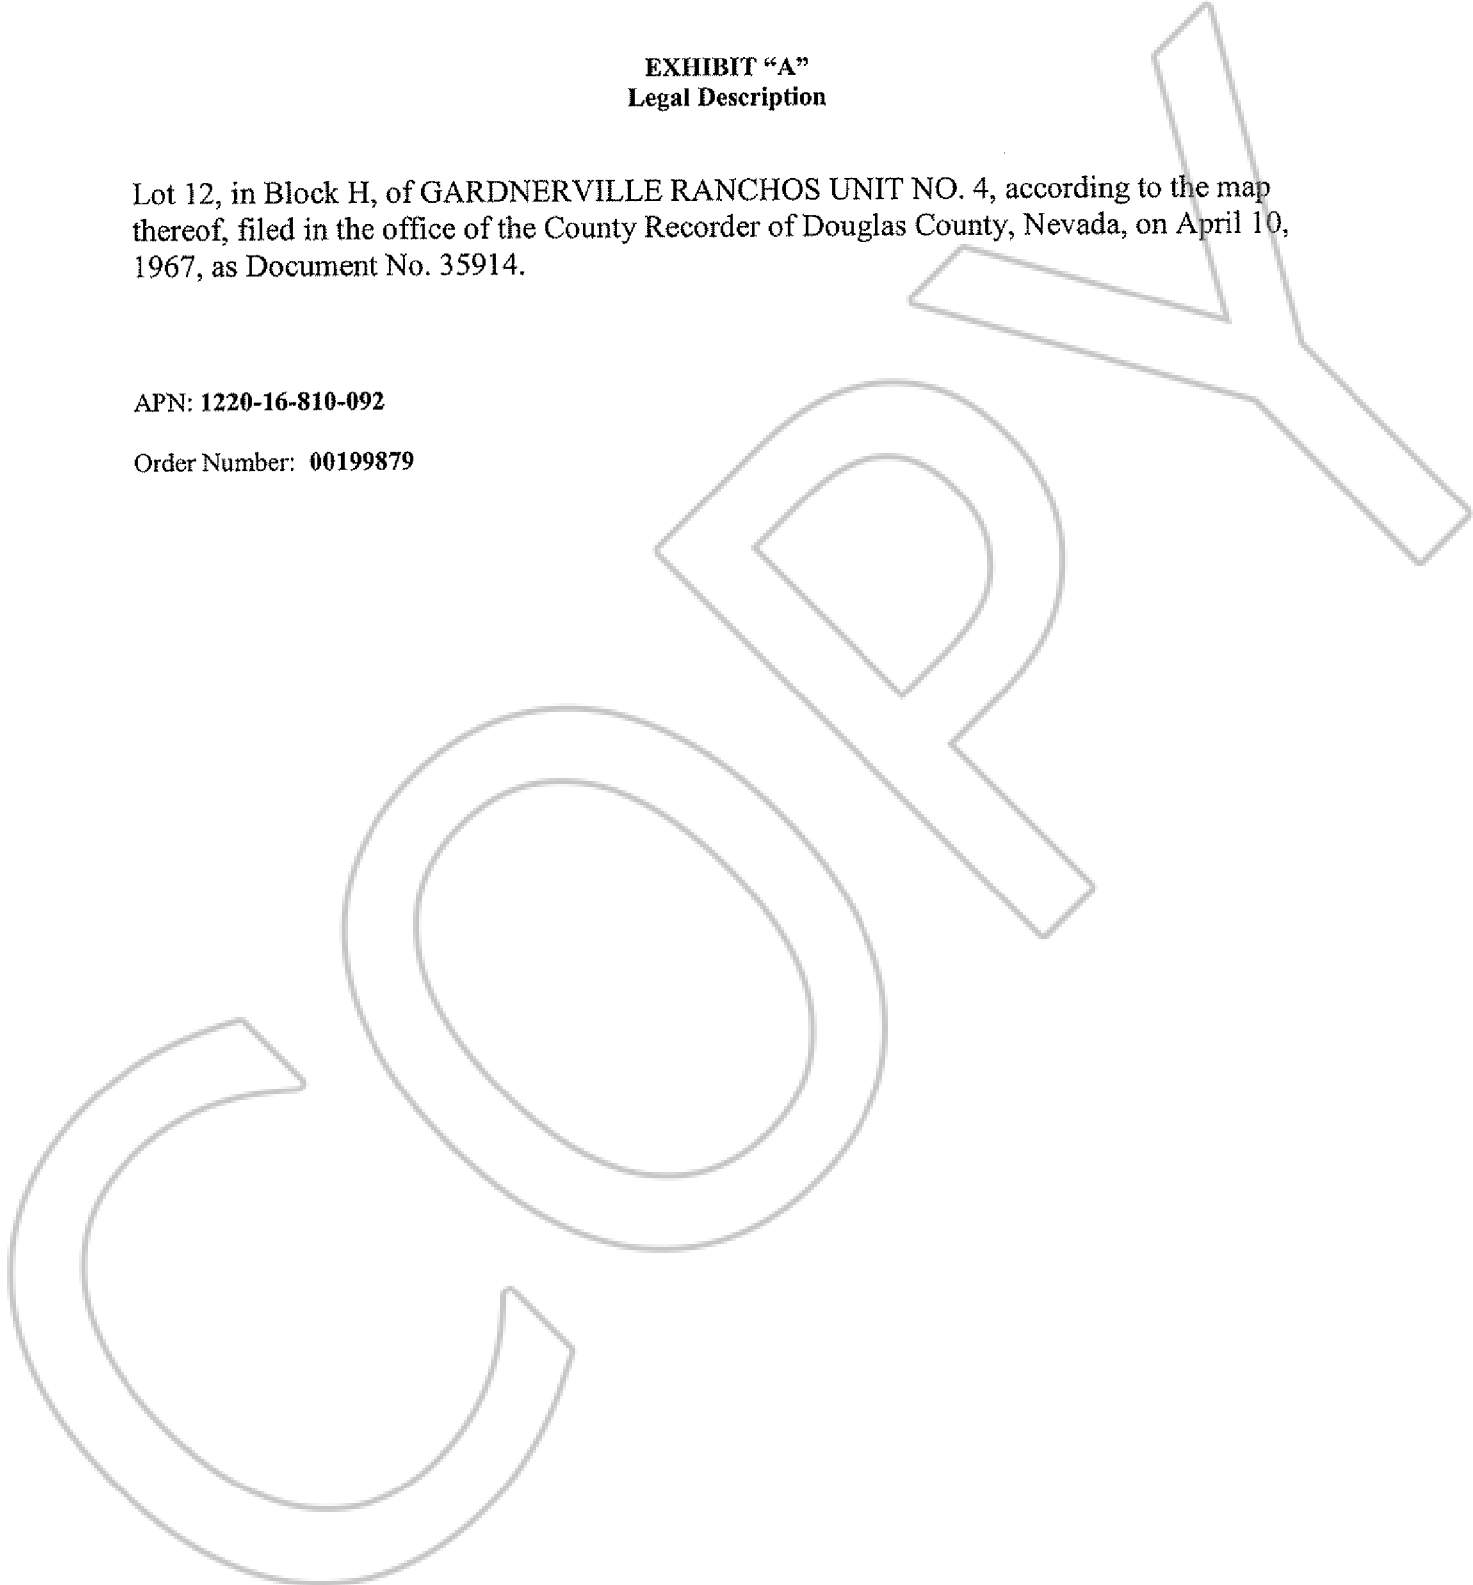 EXHIBIT “A”
Legal Description
Lot 12, in Block H, of GARDNERVILLE RANCHOS UNIT NO. 4, according to the map
thereof, filed in the office of the County Recorder of Douglas County, Nevada, on April 10,
1967, as Document No. 35914.
APN: 1220-16-810-092
Order Number: 00199879
COPY